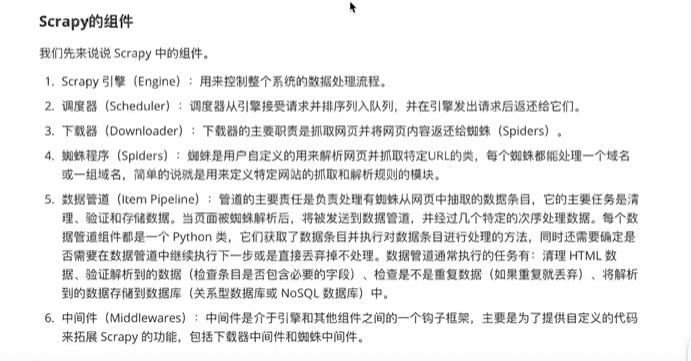 Scrapy的组件
我们先来说说 Scrapy 中的组件。
1. Scrapy 引擎（Engine）：用来控制整个系统的数据处理流程。
2. 调度器（Scheduler）：调度器从引擎接受请求并排序列入队列，并在引擎发出请求后返还给它们。
3. 下载器（Downloader）：下载器的主要职责是抓取网页并将网页内容返还给蜘蛛（Spiders）。
4. 蜘蛛程序（Spiders）：蜘蛛是用户自定义的用来解析网页并抓取特定URL的类，每个蜘蛛都能处理一个域名
或一组域名，简单的说就是用来定义特定网站的抓取和解析规则的模块。
5. 数据管道（Item Pipeline）：管道的主要责任是负责处理有蜘蛛从网页中抽取的数据条目，它的主要任务是清
理、验证和存储数据。当页面被蜘蛛解析后，将被发送到数据管道，并经过几个特定的次序处理数据。每个数
据管道组件都是一个 Python 类，它们获取了数据条目并执行对数据条目进行处理的方法，同时还需要确定是
否需要在数据管道中继续执行下一步或是直接丢弃掉不处理。数据管道通常执行的任务有：清理 HTML 数
据、验证解析到的数据（检查条目是否包含必要的字段）、检查是不是重复数据（如果重复就丢弃）、将解析
到的数据存储到数据库（关系型数据库或 NoSQL 数据库）中。
6. 中间件（Middlewares）：中间件是介于引擎和其他组件之间的一个钩子框架，主要是为了提供自定义的代码
来拓展 Scrapy 的功能，包括下载器中间件和蜘蛛中间件。